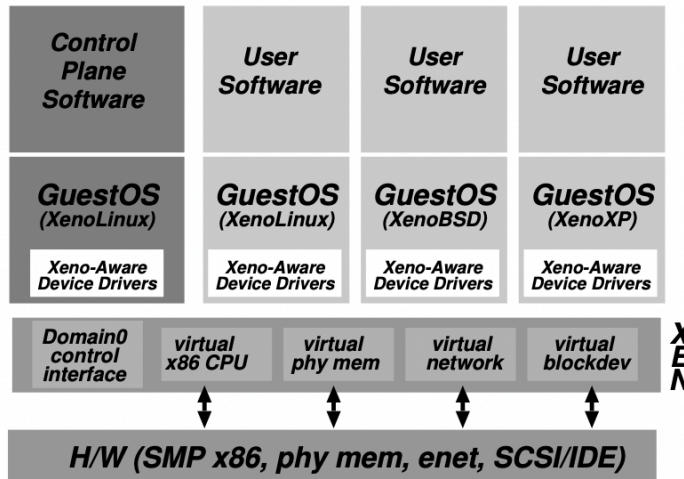 Control
Plane
Software
User
Software
User
Software
User
Software
GuestOS
(XenoLinux)
Xeno-Aware
Device Drivers
GuestOS
(XenoLinux)
Xeno-Aware
Device Drivers
GuestOS
(XenoBSD)
Xeno-Aware
Device Drivers
GuestOS
(XenoXP)
Xeno-Aware
Device Drivers
Domain0
control
interface
virtual
x86 CPU
virtual
phy mem
virtual
network
virtual
blockdev
X
E
N
H/W (SMP x86, phy mem, enet, SCSI/IDE)